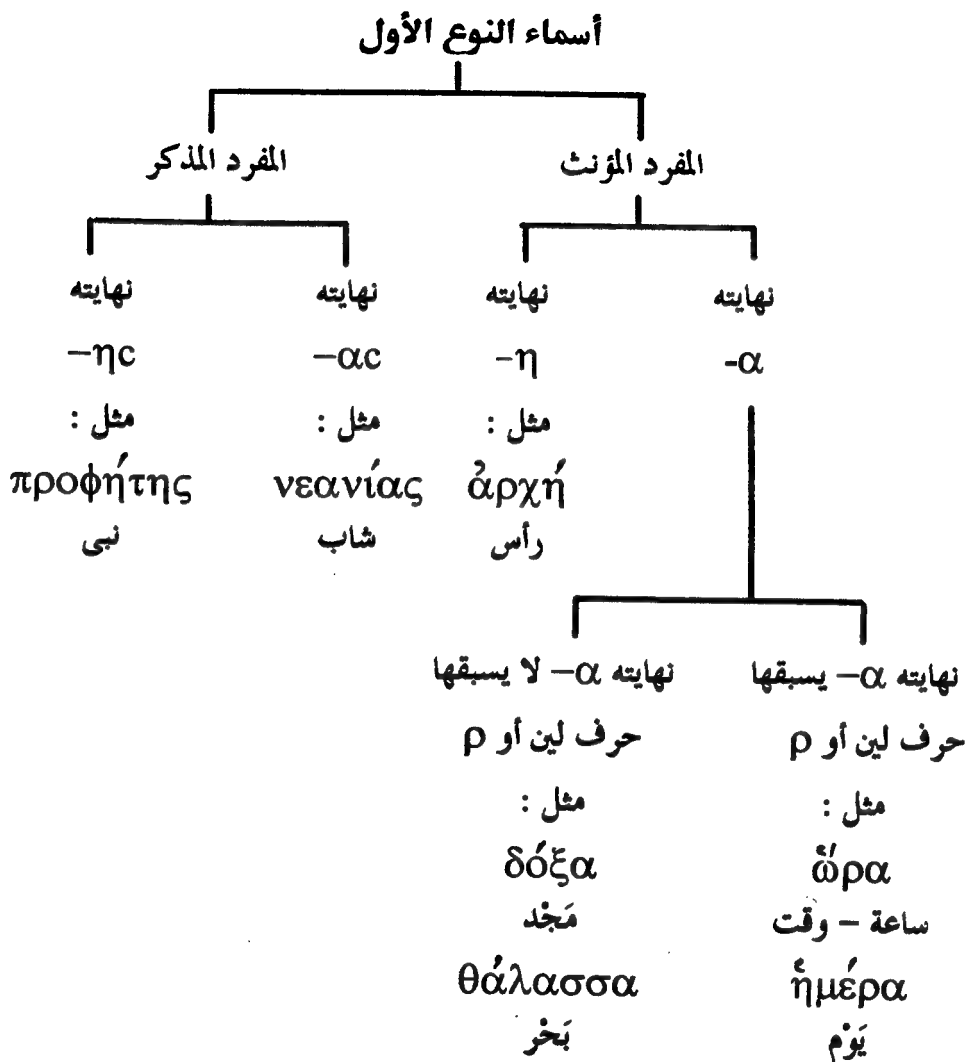 أسماء النوع الأول
المفرد المؤنث
المفرد المذكر
نهايته
نهايته
نهايته
نهايته
-α
-η
–αc
–ηc
مثل :
مثل :
مثل :
ἀρχή
νεανίας
προφήτης
رأس
شاب
نبى
نهايته α– يسبقها
حرف لين أو ρ
مثل :
ὥρα
ساعة – وقت
ἡμέρα
يَوْم
نهايته α– لا يسبقها
حرف لين أو ρ
مثل :
δόξα
مَجْد
θάλασσα
بَحْر